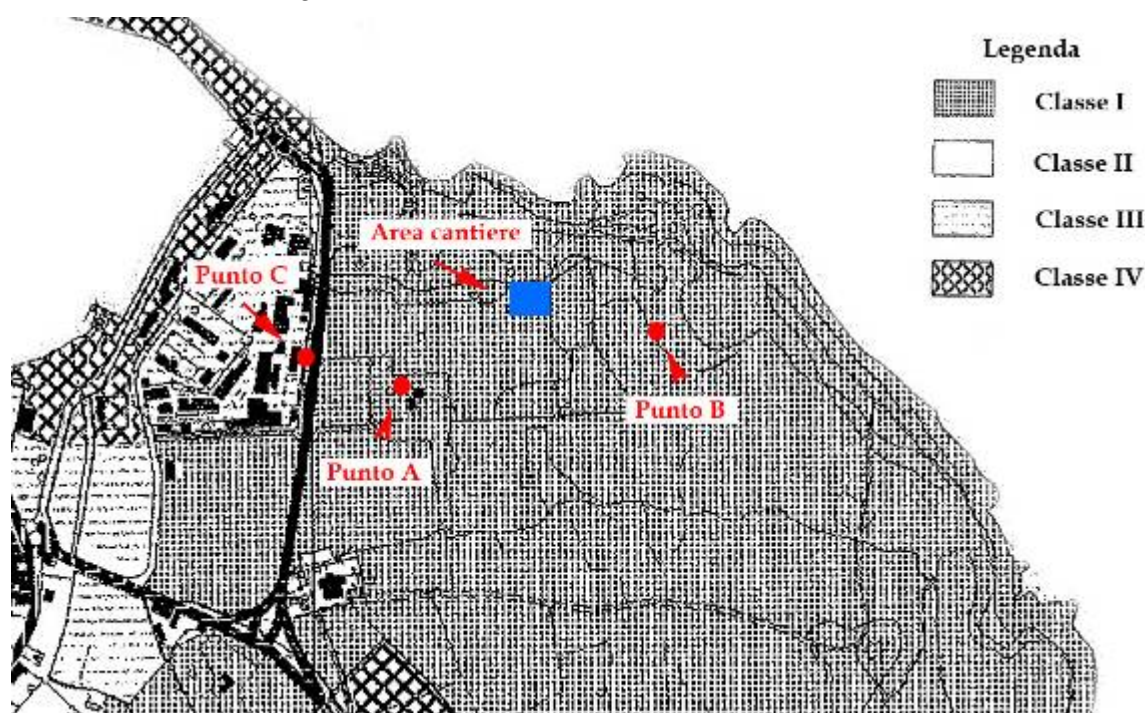 Legenda
Classe I
Classe II
Classe III
Classe IV
Area cantiere
Punto C
Punto B
Punto A